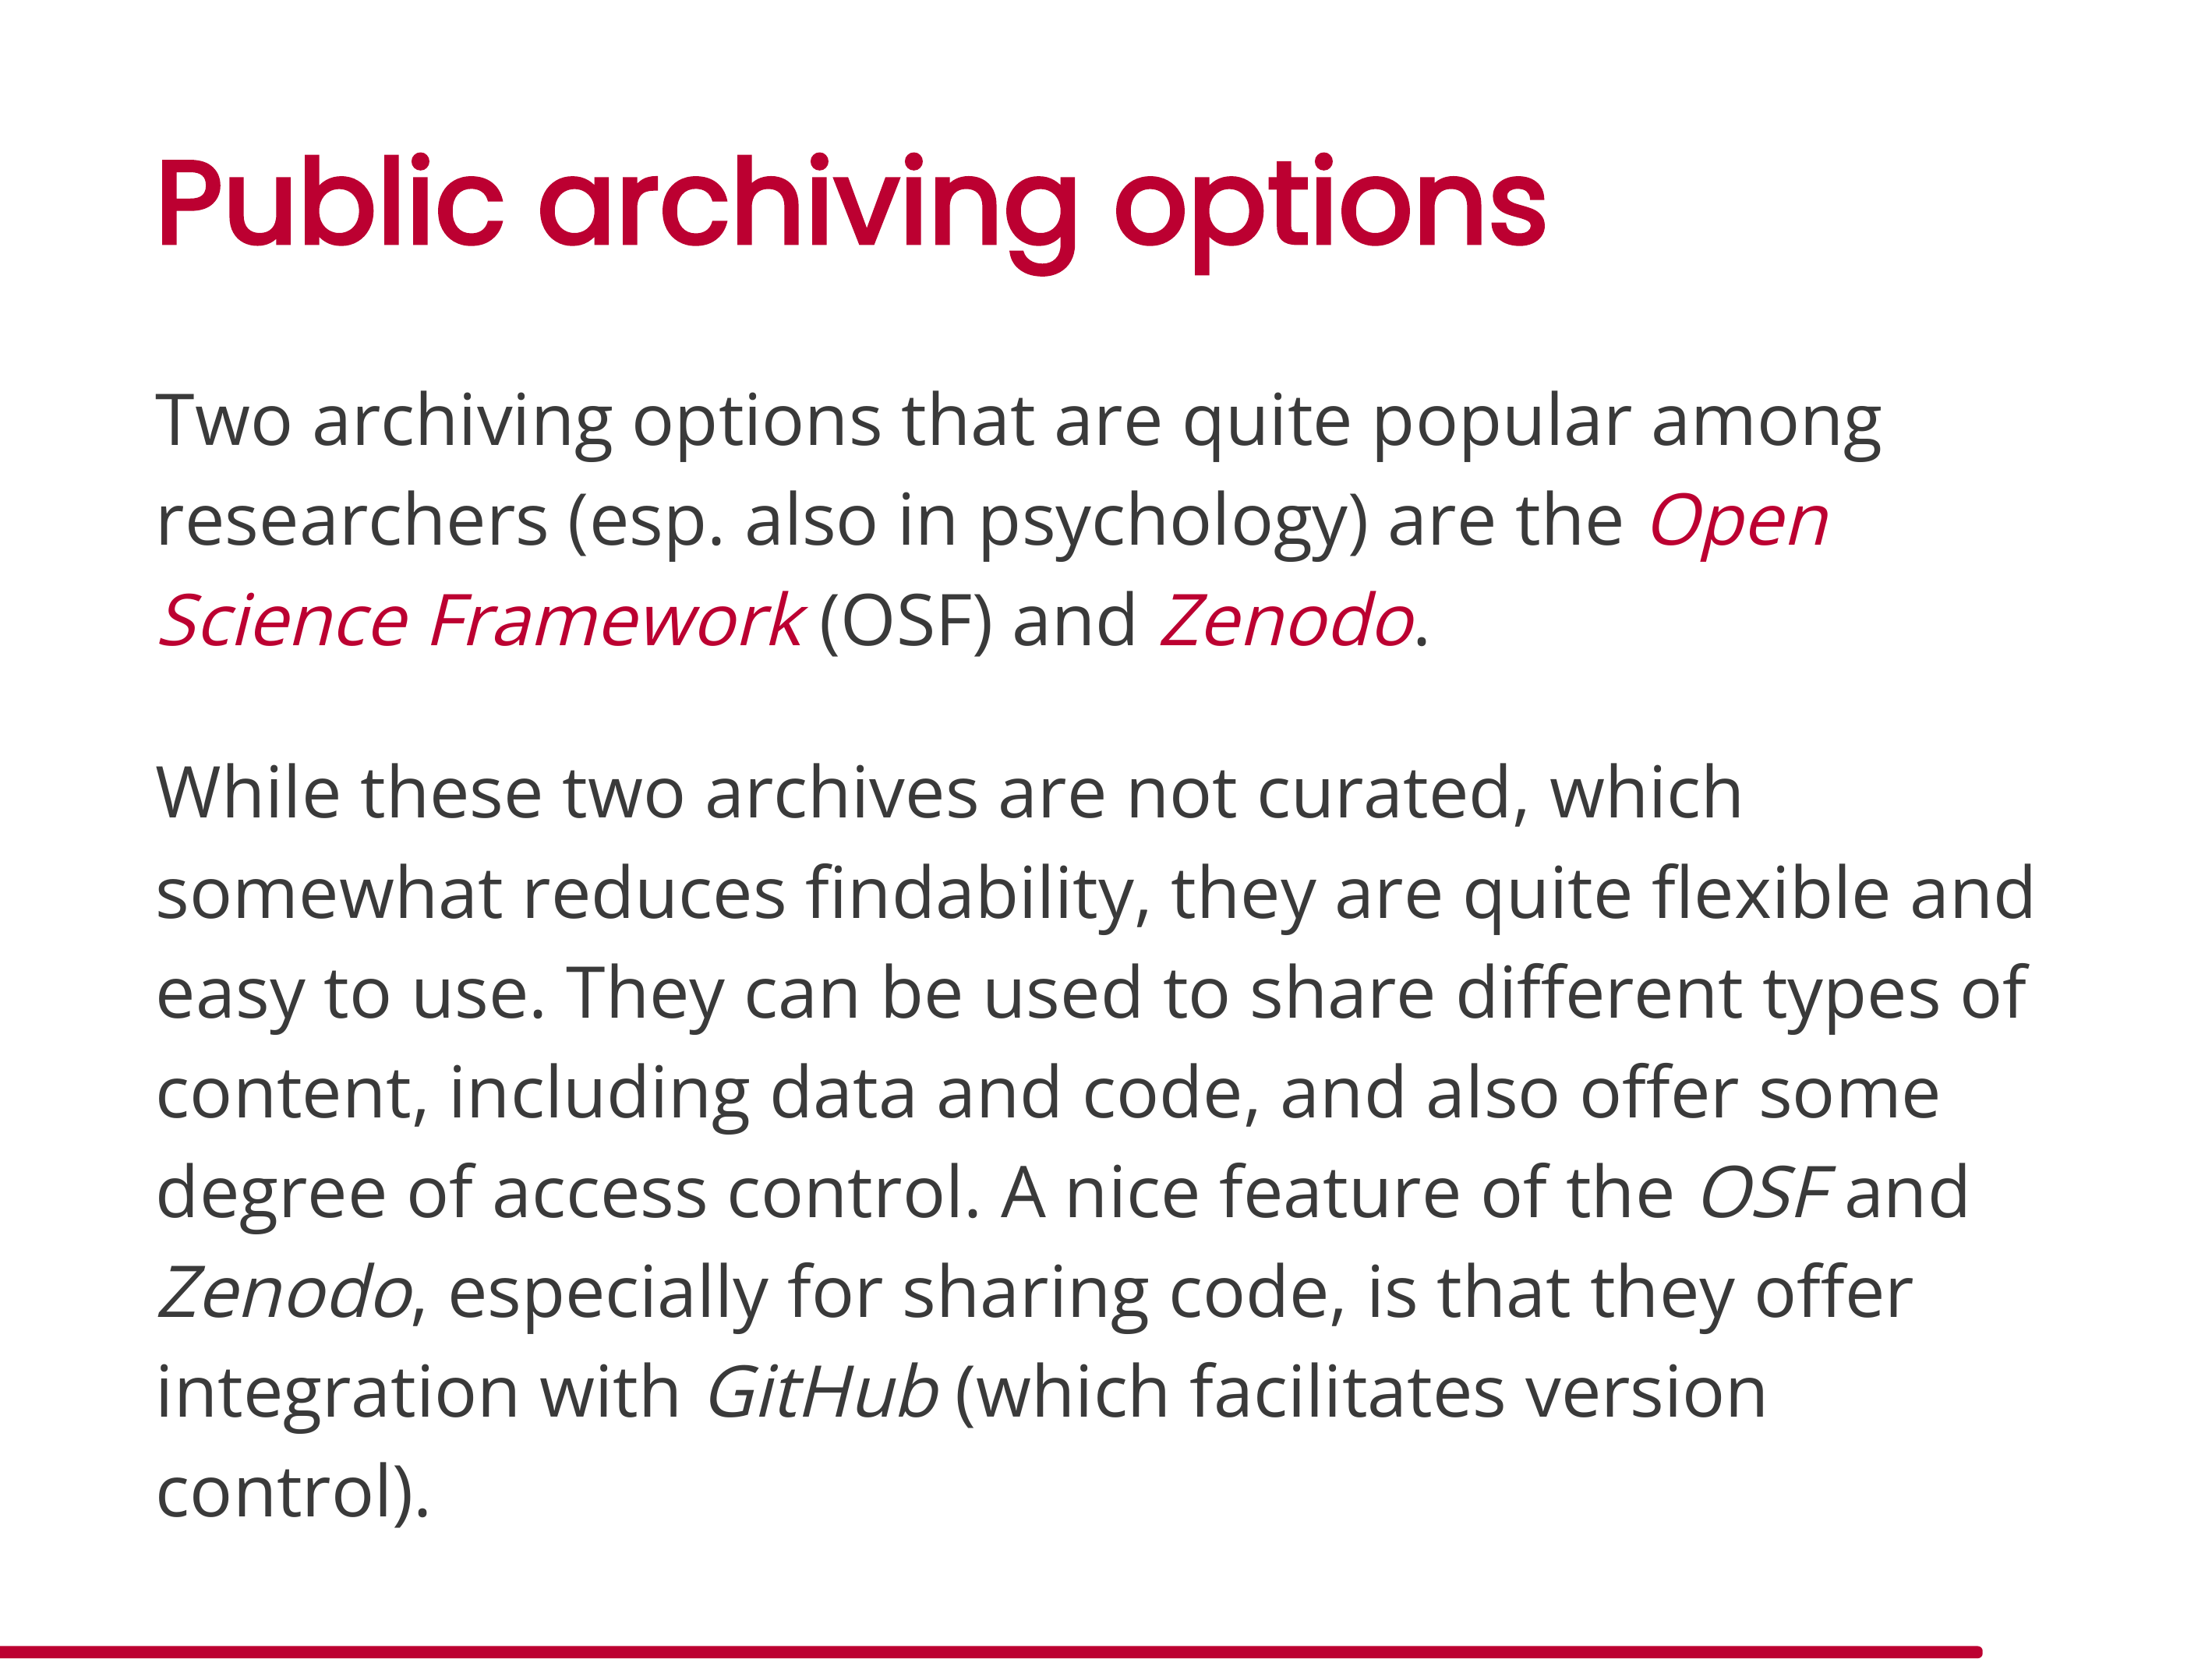 Public archiving options
Two archiving options that are quite popular among
researchers (esp. also in psychology) are the Open
Science Framework (OSF) and Zenodo.
While these two archives are not curated, which
somewhat reduces findability, they are quite flexible and
easy to use. They can be used to share different types of
content, including data and code, and also offer some
degree of access control. A nice feature of the OSF and
Zenodo, especially for sharing code, is that they offer
integration with GitHub (which facilitates version
control).